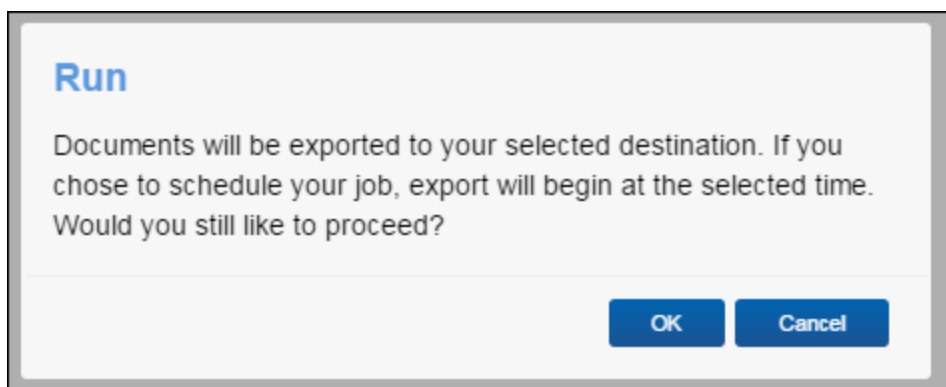 Run
Documents will be exported to your selected destination. If you
chose to schedule your job, export will begin at the selected time.
Would you still like to proceed?
OK
Cancel